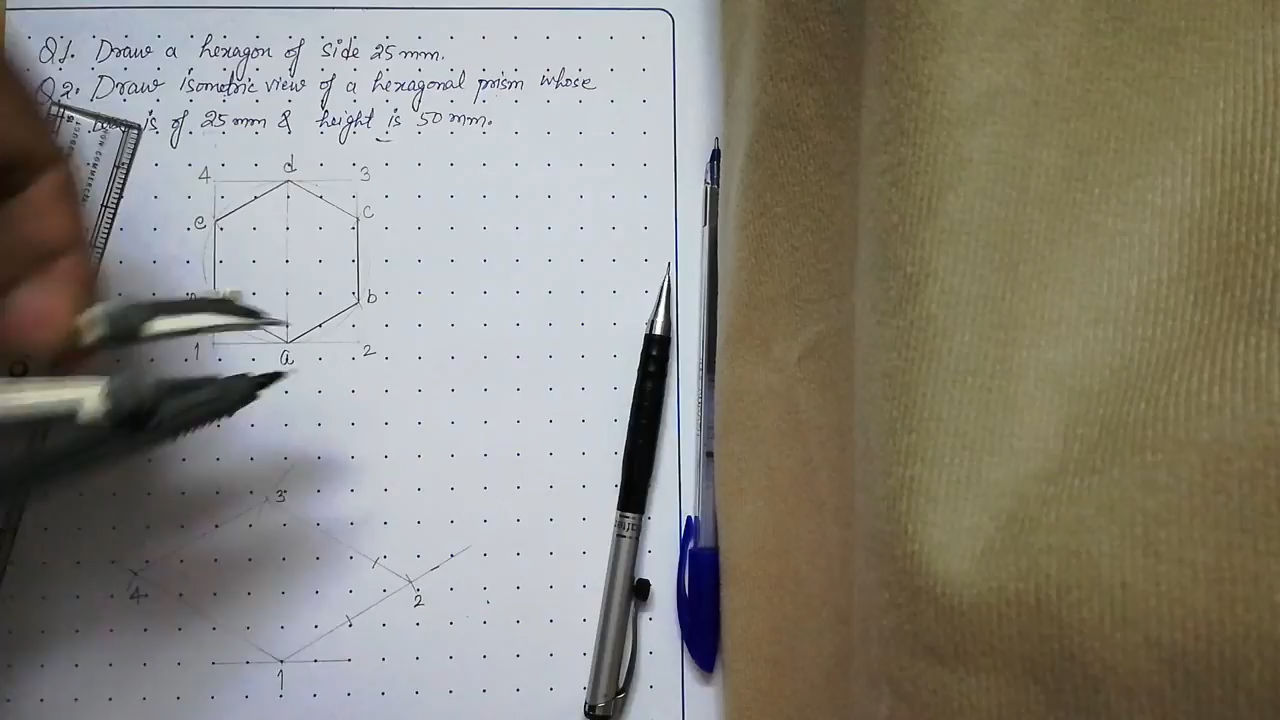 Q1. Draw a hexagon of side 25 mm.
Q2. Draw isometric view of a hexagonal prism whose
is of 25 mm & height is 50 mm.
4 d 3
e c
b
1 a 2
3
4
2
1